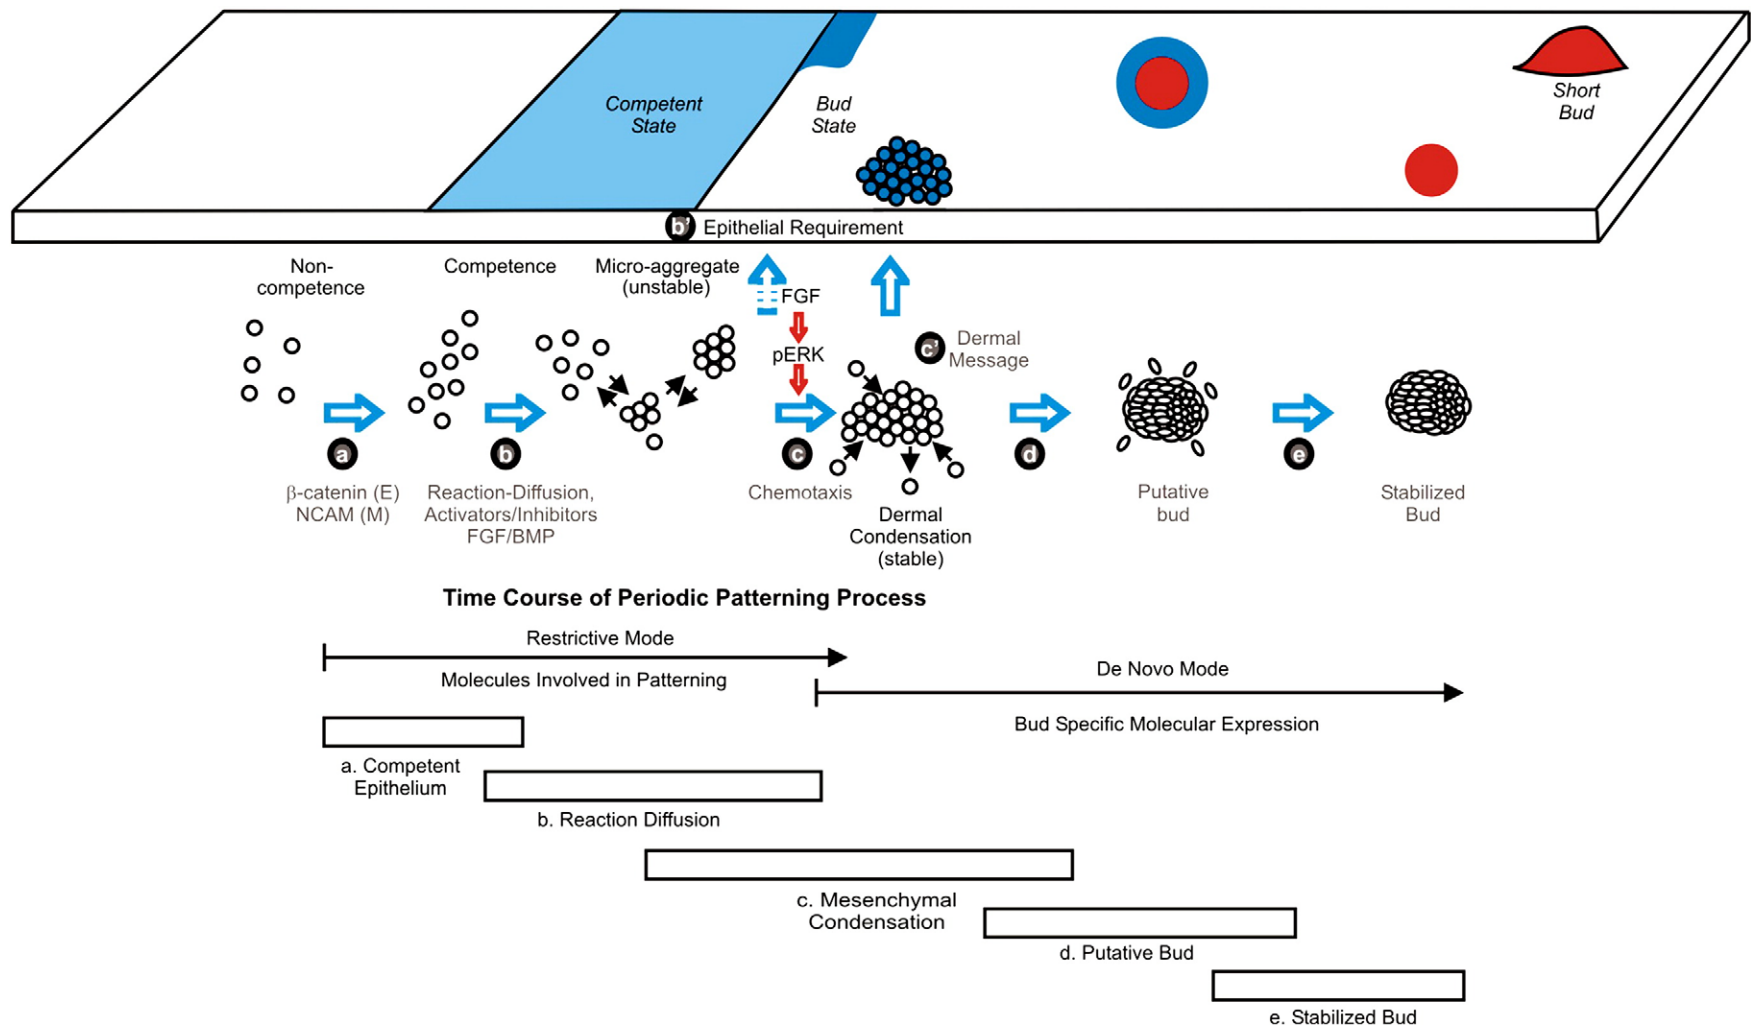 Competent
State
Bud
State
Short
Bud
b' Epithelial Requirement
Non-
competence
Competence
Micro-aggregate
(unstable)
FGF
pERK
c' Dermal
Message
a
b
c
d
e
β-catenin (E)
NCAM (M)
Reaction-Diffusion,
Activators/Inhibitors
FGF/BMP
Chemotaxis
Dermal
Condensation
(stable)
Putative
bud
Stabilized
Bud
Time Course of Periodic Patterning Process
Restrictive Mode
Molecules Involved in Patterning
De Novo Mode
Bud Specific Molecular Expression
a. Competent
Epithelium
b. Reaction Diffusion
c. Mesenchymal
Condensation
d. Putative Bud
e. Stabilized Bud